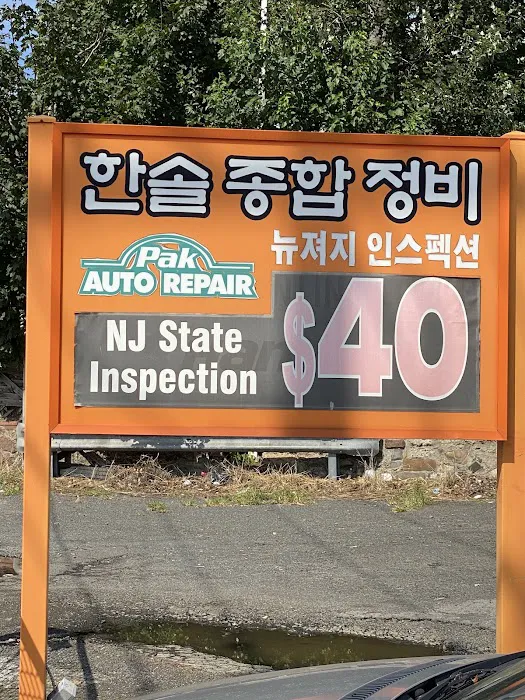 한솔 종합 정비
Pak
AUTO REPAIR
뉴져지 인스펙션
NJ State
Inspection
$40